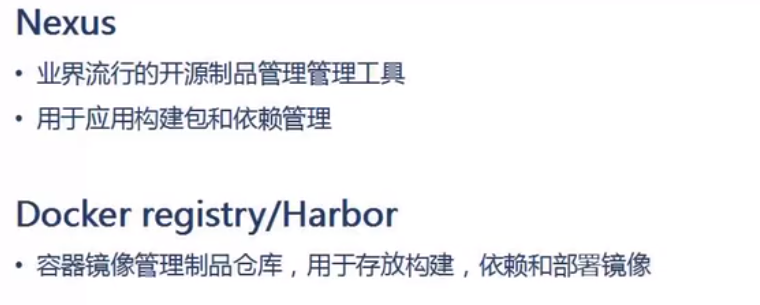 Nexus
• 业界流行的开源制品管理管理工具
• 用于应用构建包和依赖管理
Docker registry/Harbor
• 容器镜像管理制品仓库，用于存放构建，依赖和部署镜像